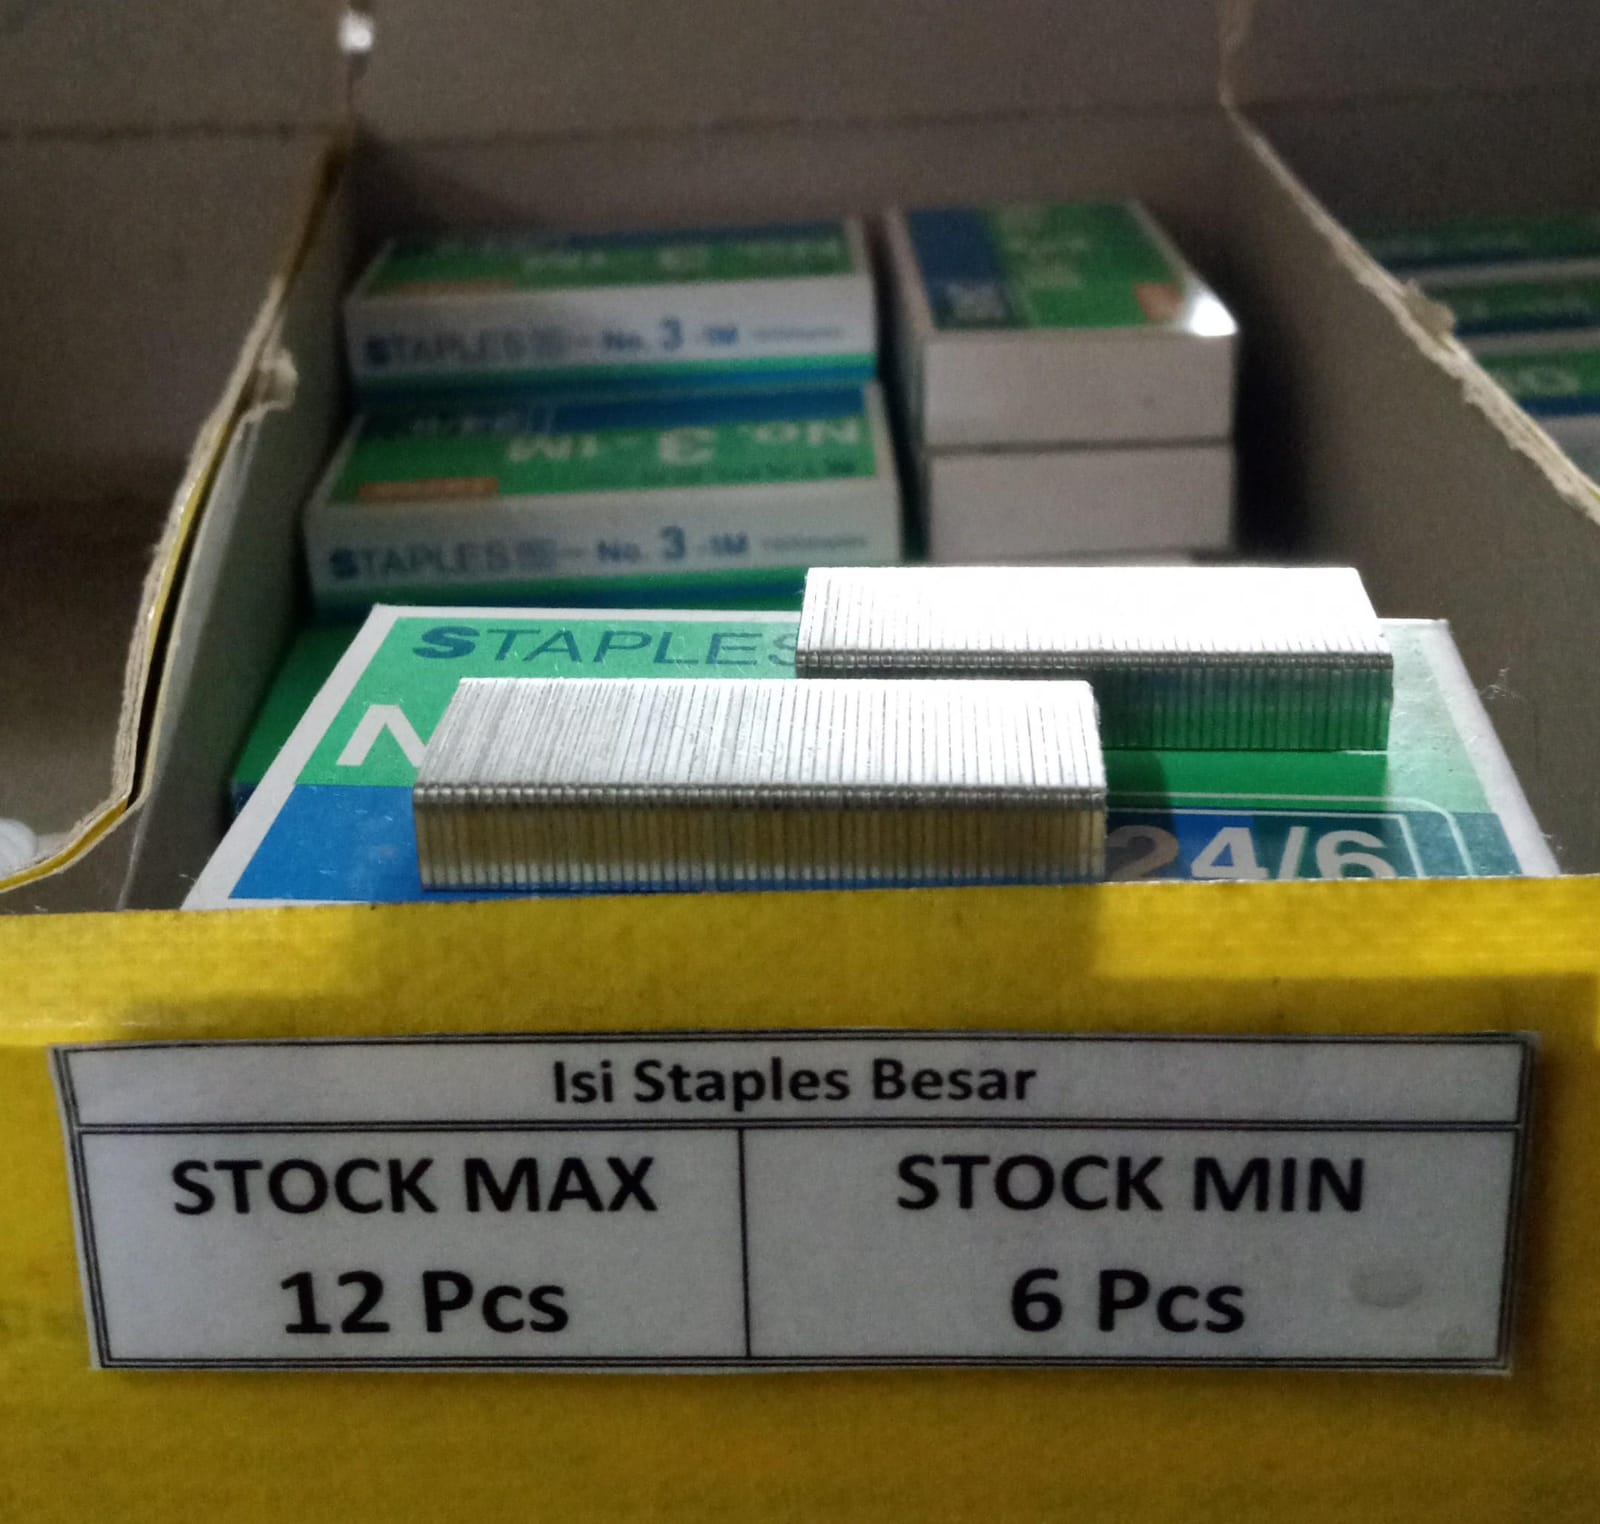 STAPLES No. 3 -1M
No. 3 -1M
STAPLES No. 3 -1M
STAPLES
24/6
Isi Staples Besar
STOCK MAX
STOCK MIN
12 Pcs
6 Pcs